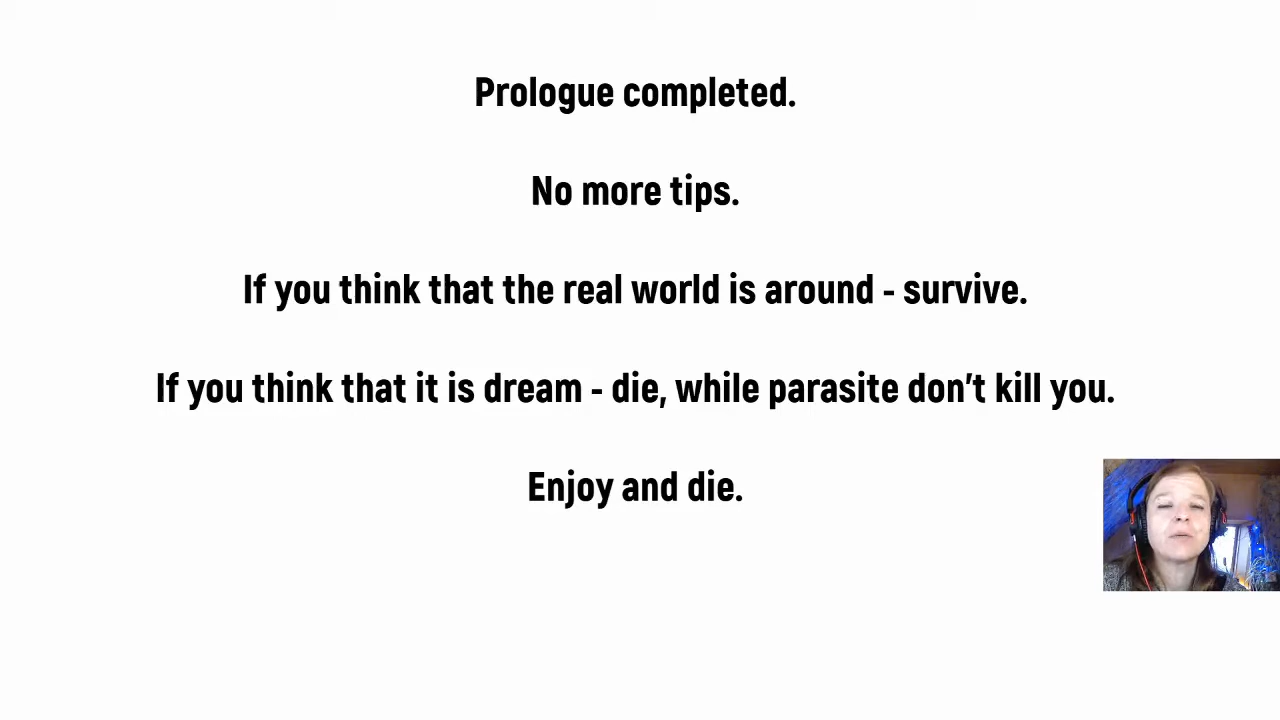 Prologue completed.
No more tips.
If you think that the real world is around - survive.
If you think that it is dream - die, while parasite don't kill you.
Enjoy and die.